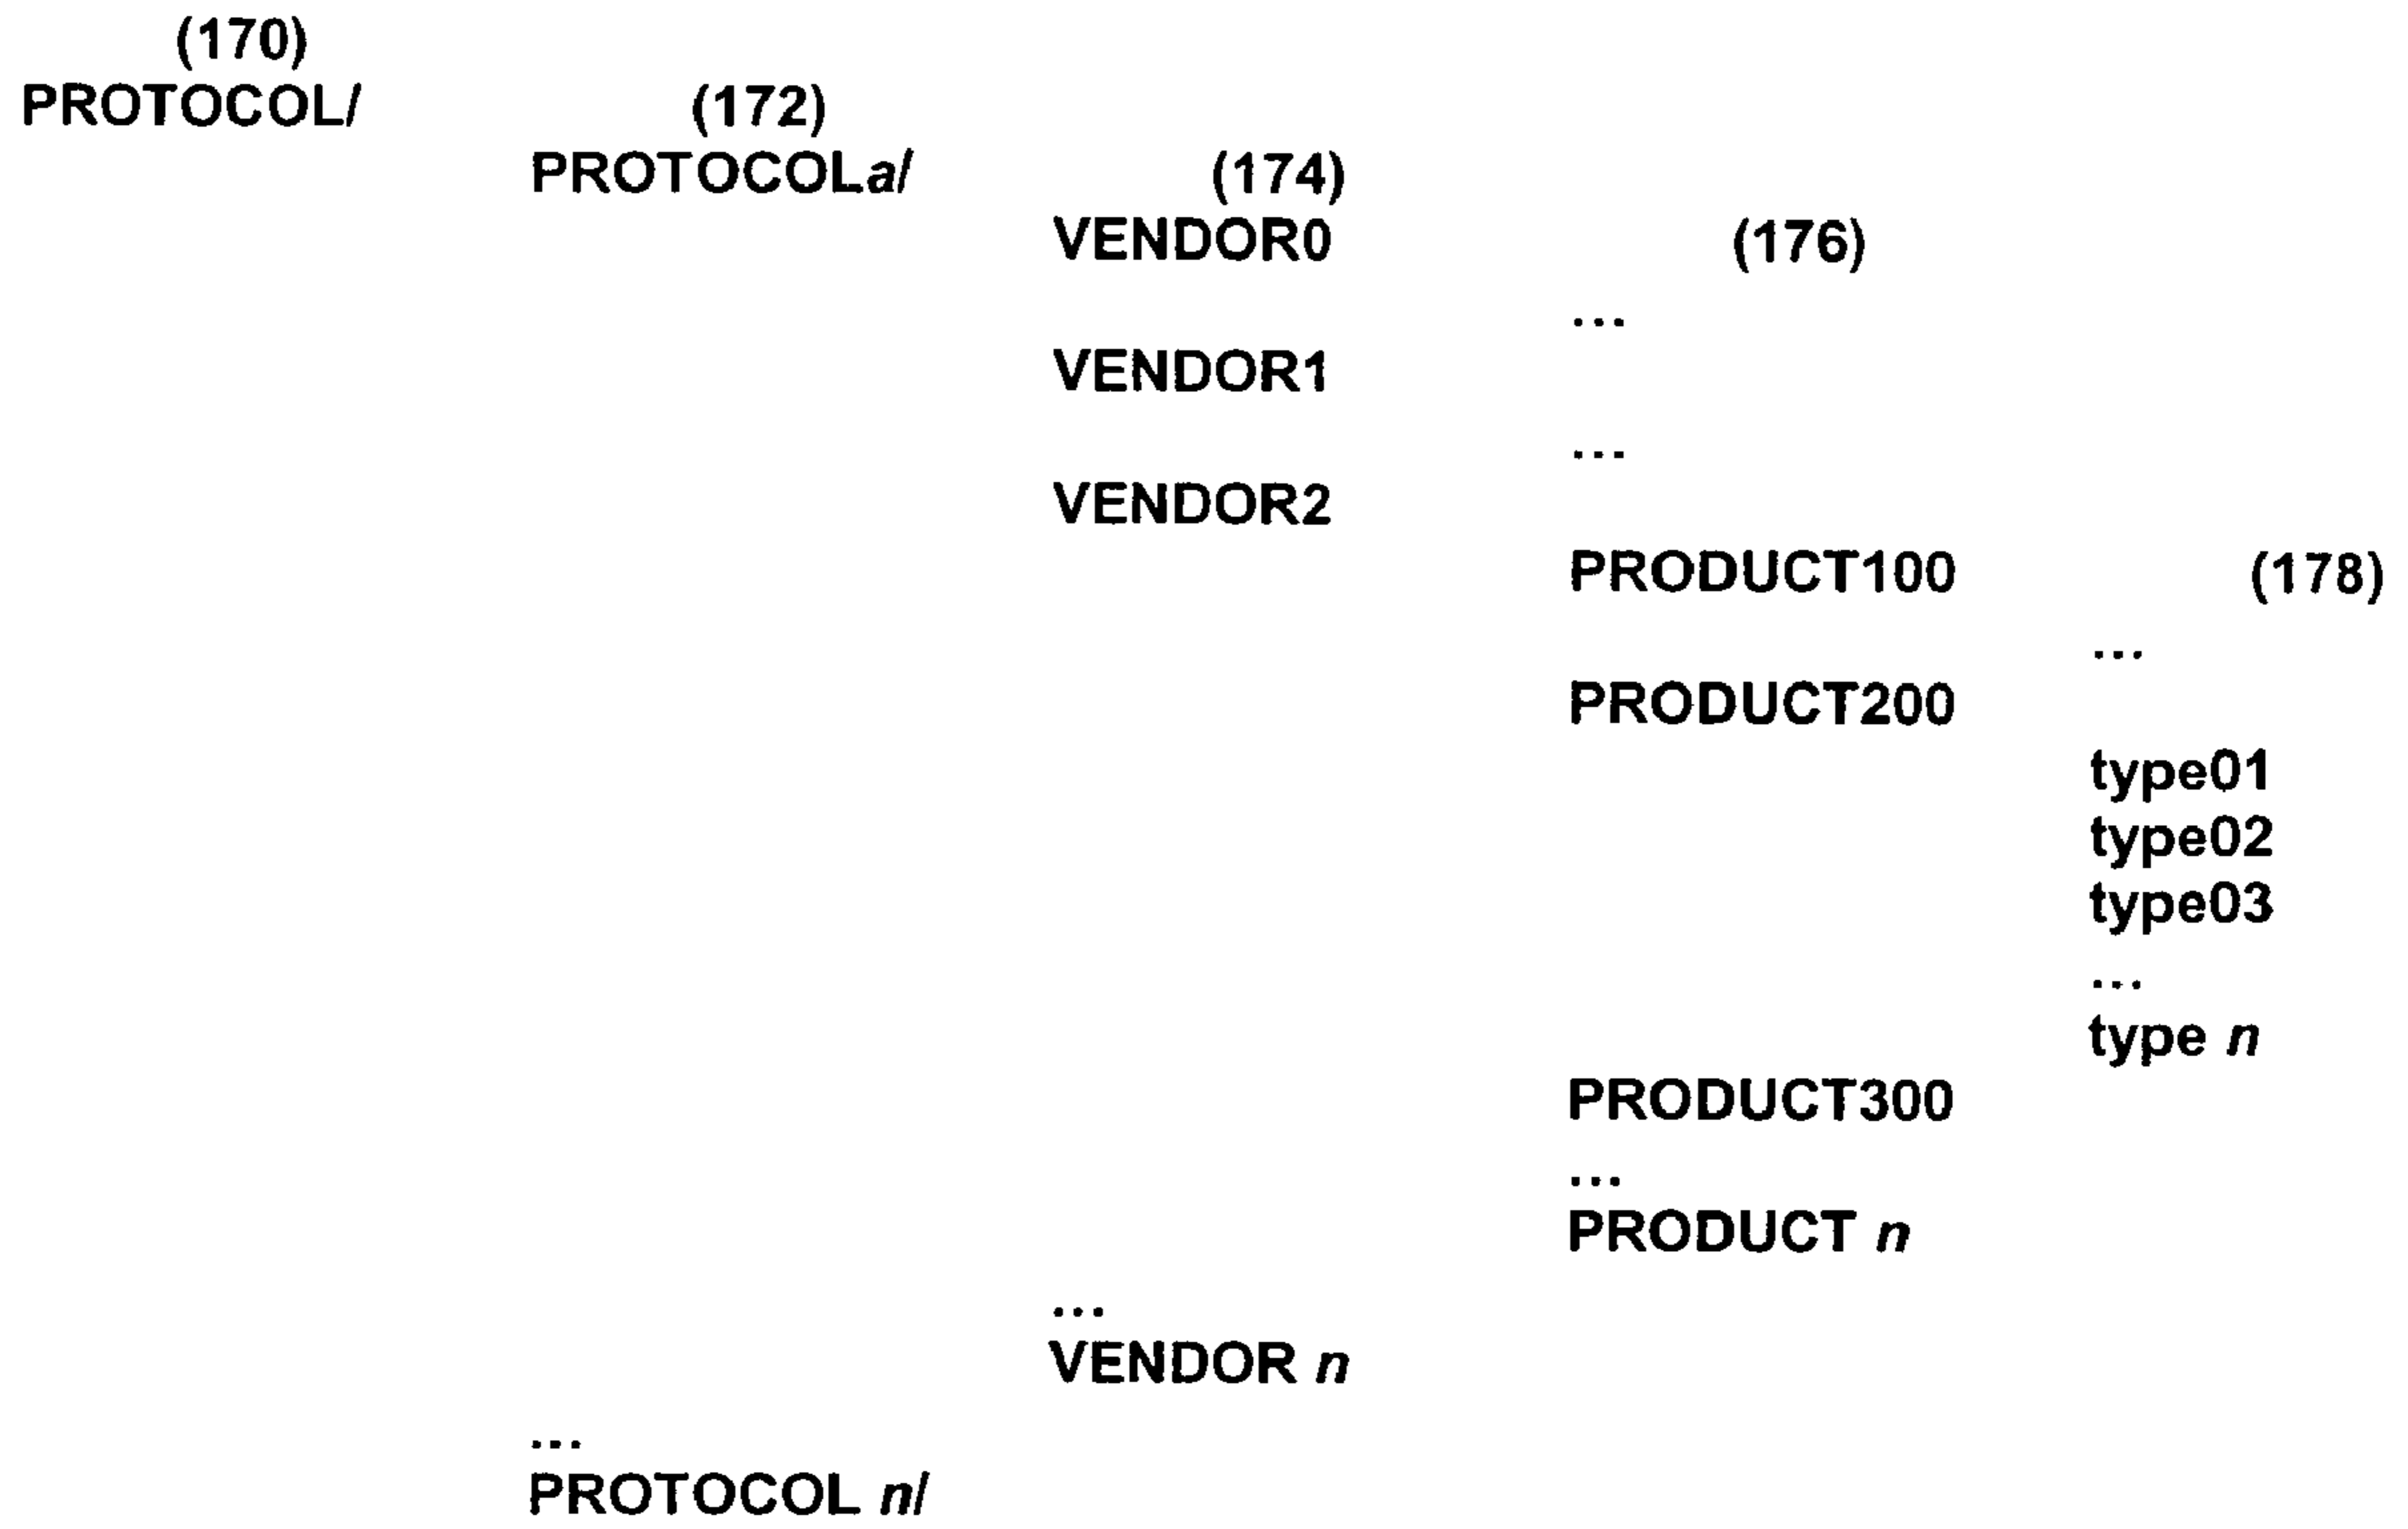 (170)
PROTOCOL/
(172)
PROTOCOLa/
(174)
VENDOR0
(176)
...
VENDOR1
...
VENDOR2
PRODUCT100
(178)
...
PRODUCT200
type01
type02
type03
...
type n
PRODUCT300
...
PRODUCT n
...
VENDOR n
...
PROTOCOL n/